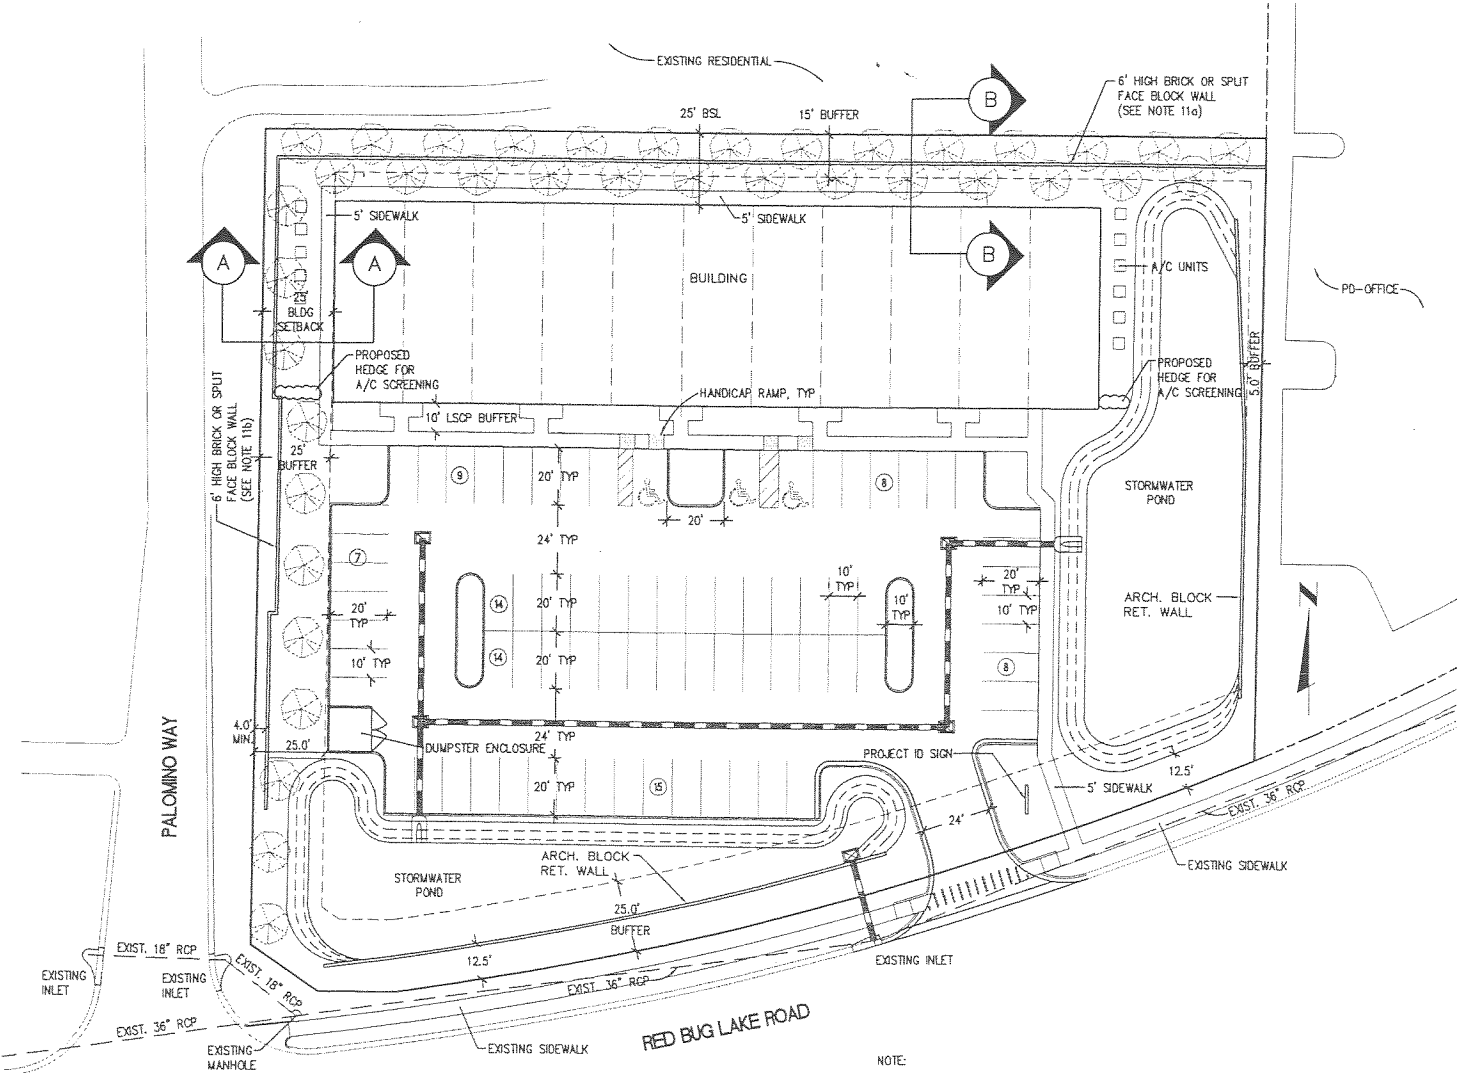 EXISTING RESIDENTIAL
6' HIGH BRICK OR SPLIT
FACE BLOCK WALL
(SEE NOTE 11a)
25' BSL
15' BUFFER
B
5' SIDEWALK
5' SIDEWALK
A
A
B
BUILDING
A/C UNITS
PD-OFFICE
25'
BLDG
SETBACK
PROPOSED
HEDGE FOR
A/C SCREENING
PROPOSED
HEDGE FOR
A/C SCREENING
5.0' BUFFER
HANDICAP RAMP, TYP
10' LSCP BUFFER
6' HIGH BRICK OR SPLIT
FACE BLOCK WALL
(SEE NOTE 11b)
25'
BUFFER
9
20' TYP
8
STORMWATER
POND
20'
24' TYP
7
10'
TYP
20'
TYP
10'
TYP
20'
TYP
10' TYP
14
20' TYP
ARCH. BLOCK
RET. WALL
N
14
20' TYP
10' TYP
8
4.0'
MIN.
25.0'
DUMPSTER ENCLOSURE
24' TYP
PROJECT ID SIGN
PALOMINO WAY
20' TYP
15
12.5'
5' SIDEWALK
EXIST. 36" RCP
24'
EXISTING SIDEWALK
ARCH. BLOCK
RET. WALL
STORMWATER
POND
25.0'
BUFFER
12.5'
EXIST. 18" RCP
EXISTING
INLET
EXISTING
INLET
EXIST. 18" RCP
EXISTING INLET
EXIST. 36" RCP
EXIST. 36" RCP
RED BUG LAKE ROAD
EXISTING SIDEWALK
EXISTING
MANHOLE
NOTE: